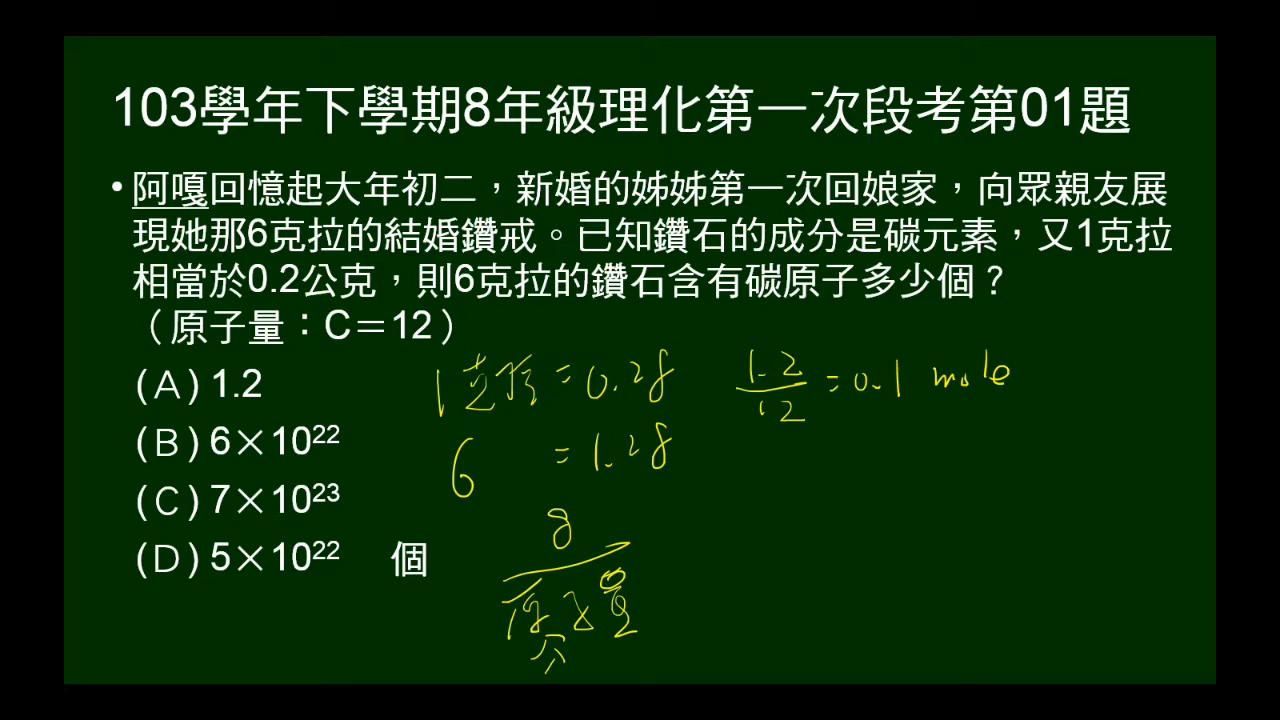 103學年下學期8年級理化第一次段考第01題
• 阿嘎回憶起大年初二，新婚的姊姊第一次回娘家，向眾親友展
現她那6克拉的結婚鑽戒。已知鑽石的成分是碳元素，又1克拉
相當於0.2公克，則6克拉的鑽石含有碳原子多少個？
（原子量：C＝12）
(A) 1.2
(B) 6×10²²
(C) 7×10²³
(D) 5×10²² 個
1克拉=0.2g
6 =1.2g
g
原子量
分
1.2
12
=0.1 mole